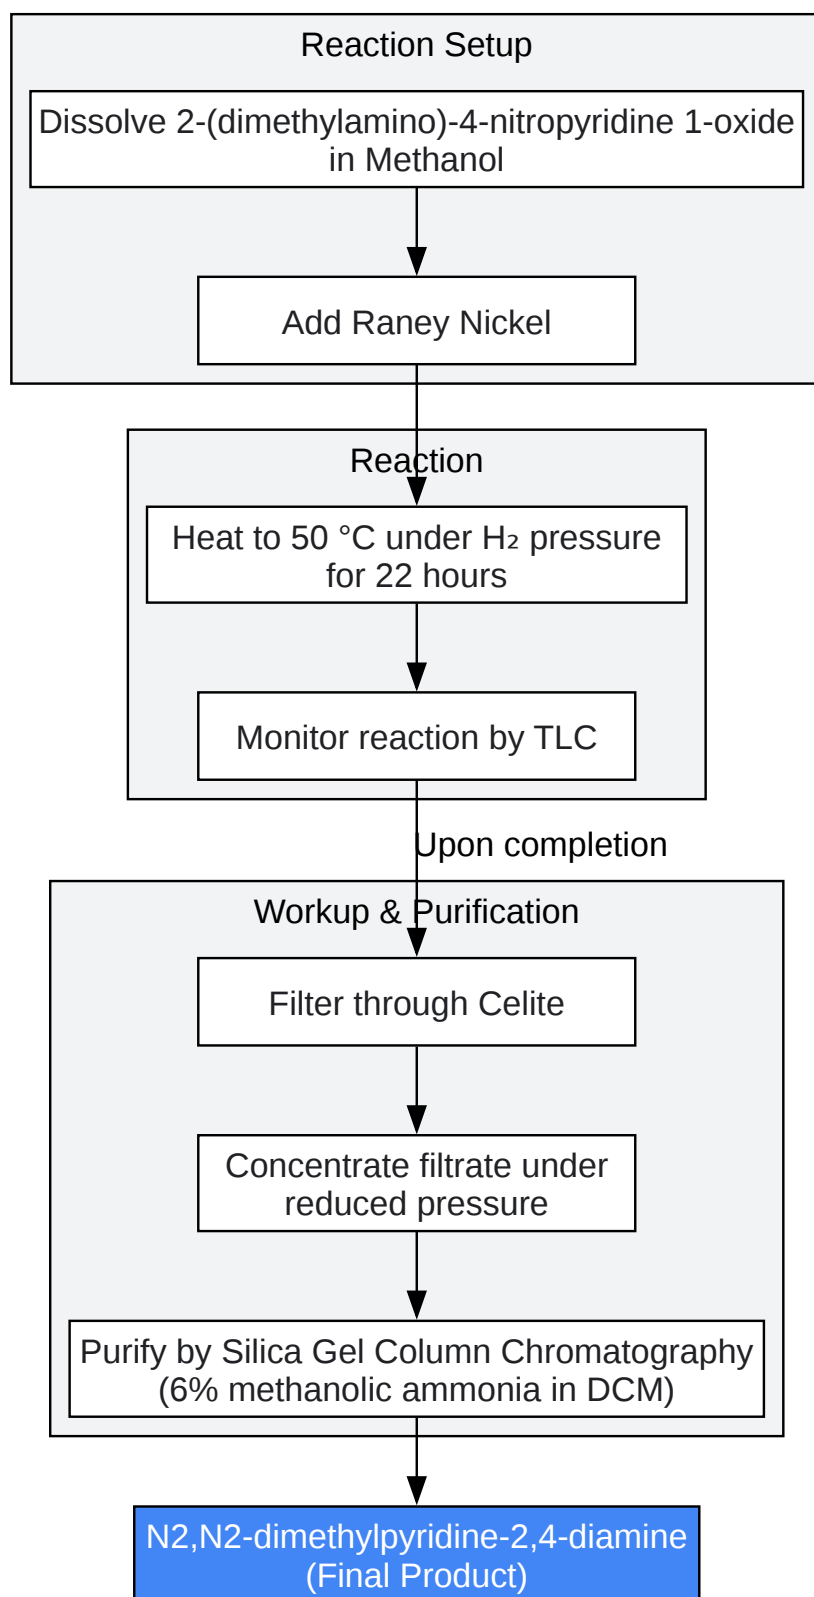 Reaction Setup
Dissolve 2-(dimethylamino)-4-nitropyridine 1-oxide
in Methanol
Add Raney Nickel
Reaction
Heat to 50 °C under H₂ pressure
for 22 hours
Monitor reaction by TLC
Upon completion
Workup & Purification
Filter through Celite
Concentrate filtrate under
reduced pressure
Purify by Silica Gel Column Chromatography
(6% methanolic ammonia in DCM)
N2,N2-dimethylpyridine-2,4-diamine
(Final Product)